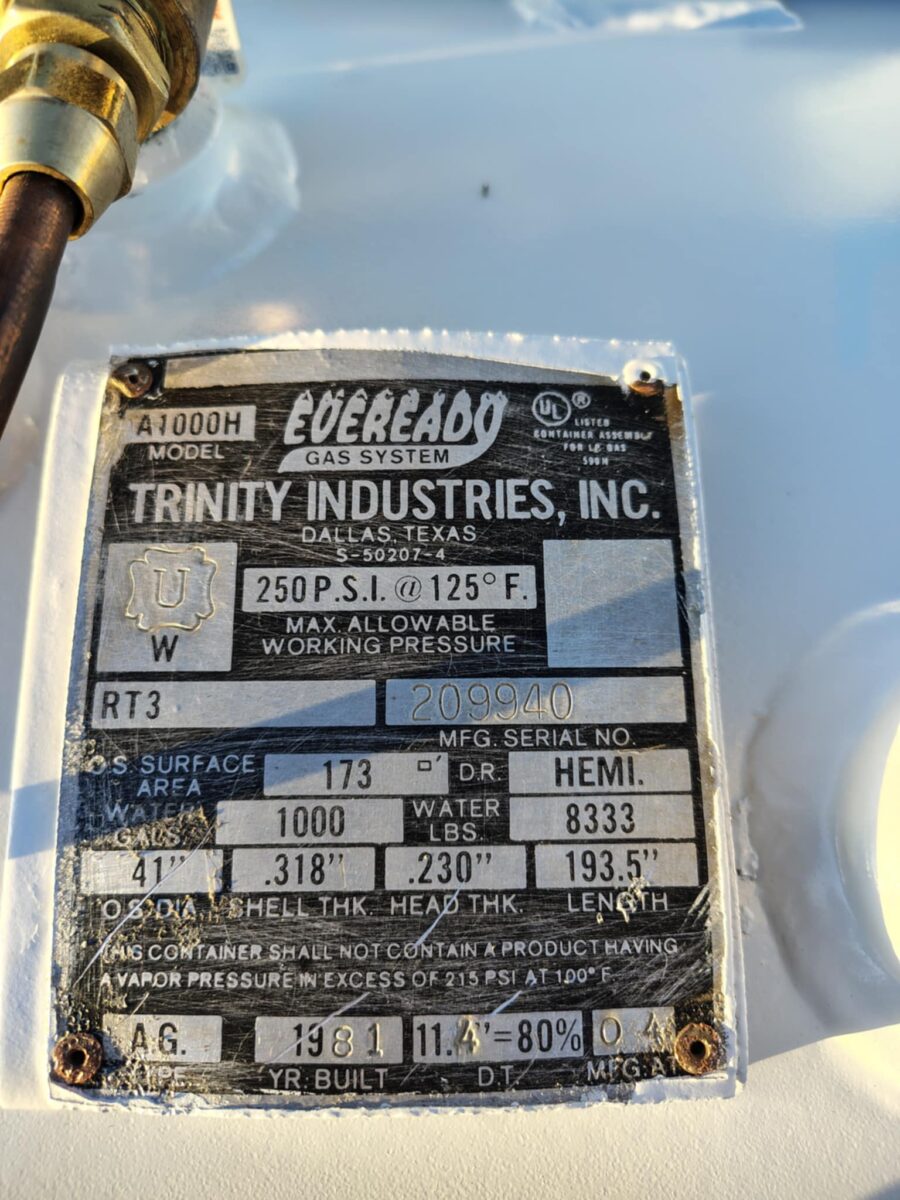 A1000H
MODEL
EVEREADY
GAS SYSTEM
UL ®
LISTED
CONTAINER ASSEMBLY
FOR LP GAS
TRINITY INDUSTRIES, INC.
DALLAS, TEXAS
S-50207-4
U
W
250 P.S.I. @ 125° F.
MAX. ALLOWABLE
WORKING PRESSURE
RT3
209940
MFG. SERIAL NO.
O.S. SURFACE AREA 173 □' D.R. HEMI.
WATER GALS. 1000 WATER LBS. 8333
41" .318" .230" 193.5"
O.S. DIA. SHELL THK. HEAD THK. LENGTH
THIS CONTAINER SHALL NOT CONTAIN A PRODUCT HAVING
A VAPOR PRESSURE IN EXCESS OF 215 PSI AT 100° F.
A.G. 1981 11.4'=80% 04
TYPE YR. BUILT D.T. MFG. AT